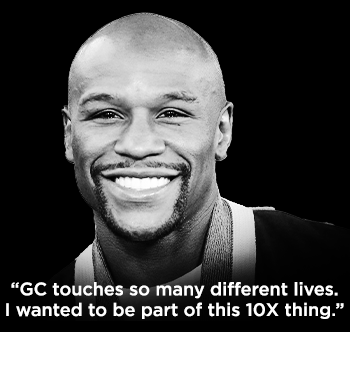 “GC touches so many different lives.
I wanted to be part of this 10X thing.”